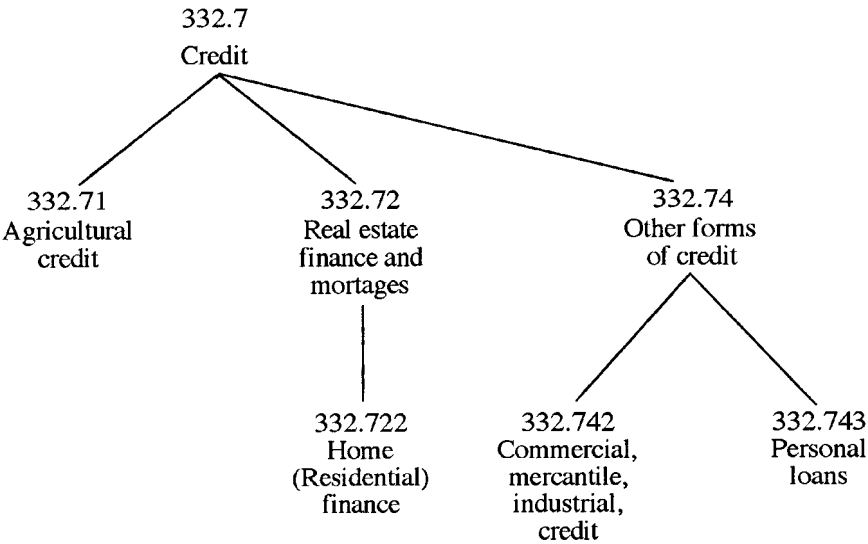 332.7
Credit
332.71
Agricultural
credit
332.72
Real estate
finance and
mortages
332.74
Other forms
of credit
332.722
Home
(Residential)
finance
332.742
Commercial,
mercantile,
industrial,
credit
332.743
Personal
loans